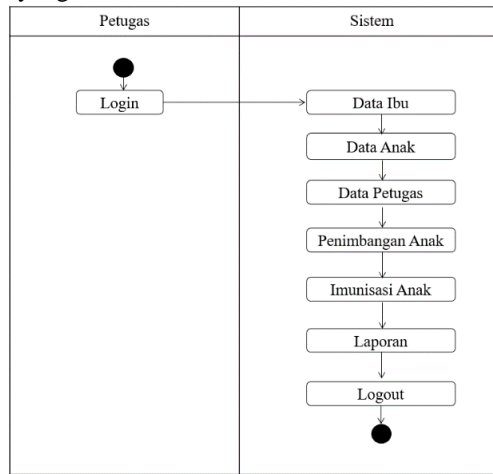 Petugas
Sistem
Login
Data Ibu
Data Anak
Data Petugas
Penimbangan Anak
Imunisasi Anak
Laporan
Logout